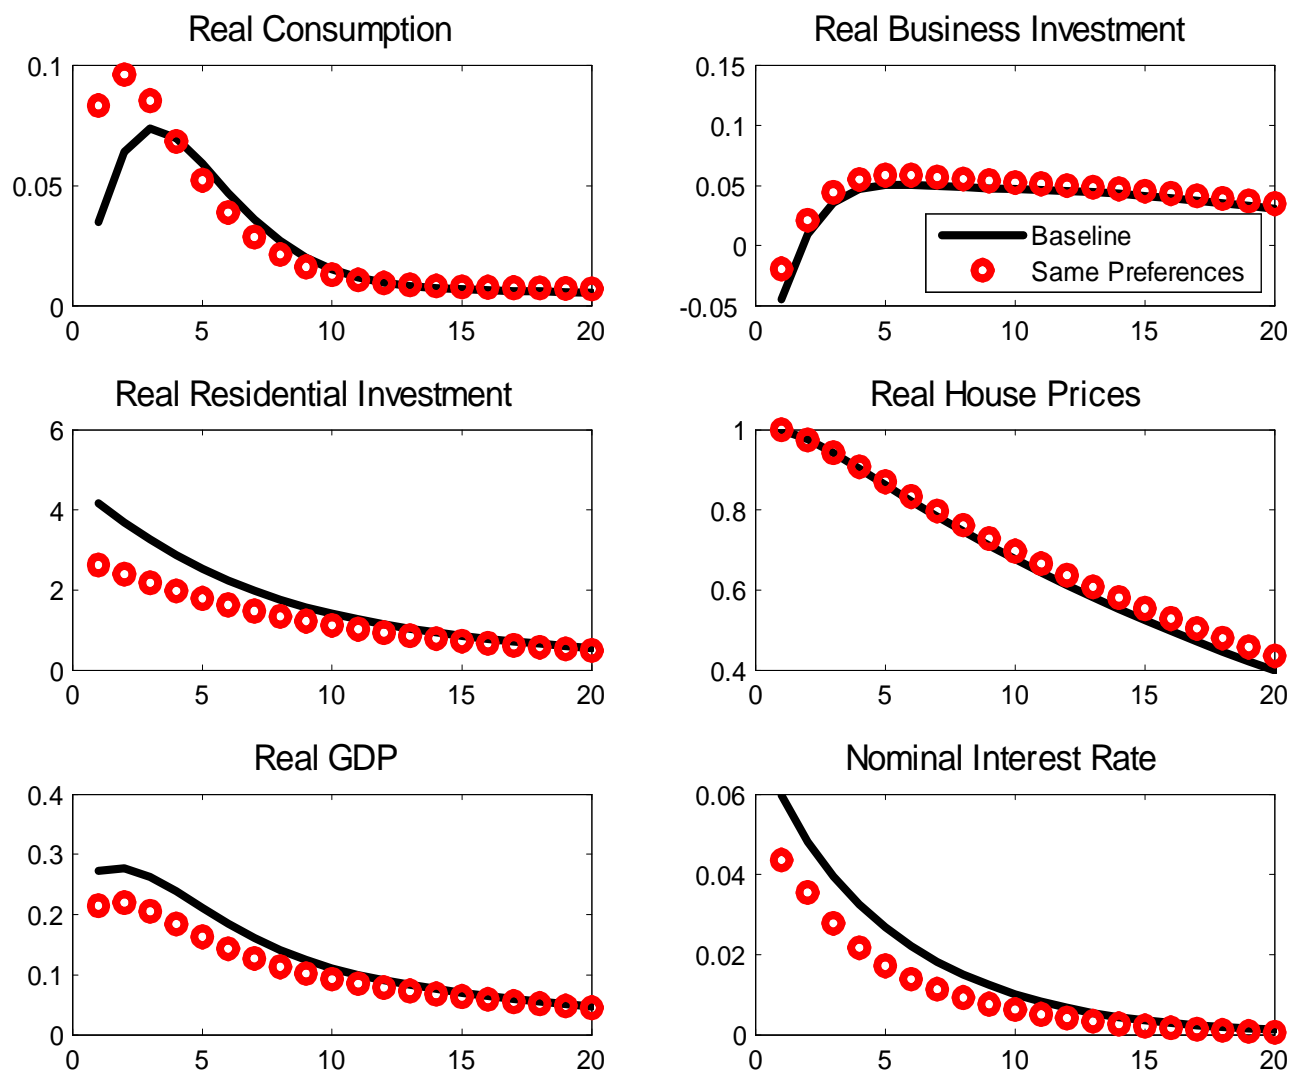 Real Consumption
0.1
0.05
0
0 5 10 15 20
Real Business Investment
0.15
0.1
0.05
0
-0.05
0 5 10 15 20
Baseline
Same Preferences
Real Residential Investment
6
4
2
0
0 5 10 15 20
Real House Prices
1
0.8
0.6
0.4
0 5 10 15 20
Real GDP
0.4
0.3
0.2
0.1
0
0 5 10 15 20
Nominal Interest Rate
0.06
0.04
0.02
0
0 5 10 15 20